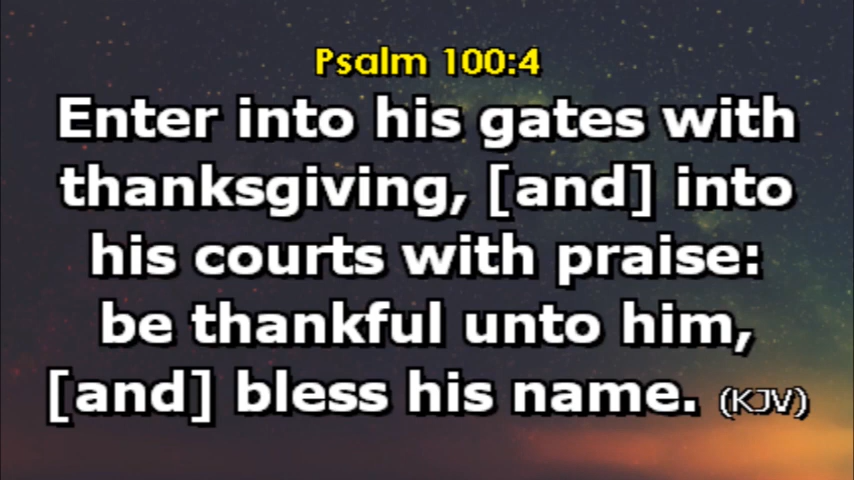 Psalm 100:4
Enter into his gates with
thanksgiving, [and] into
his courts with praise:
be thankful unto him,
[and] bless his name. (KJV)